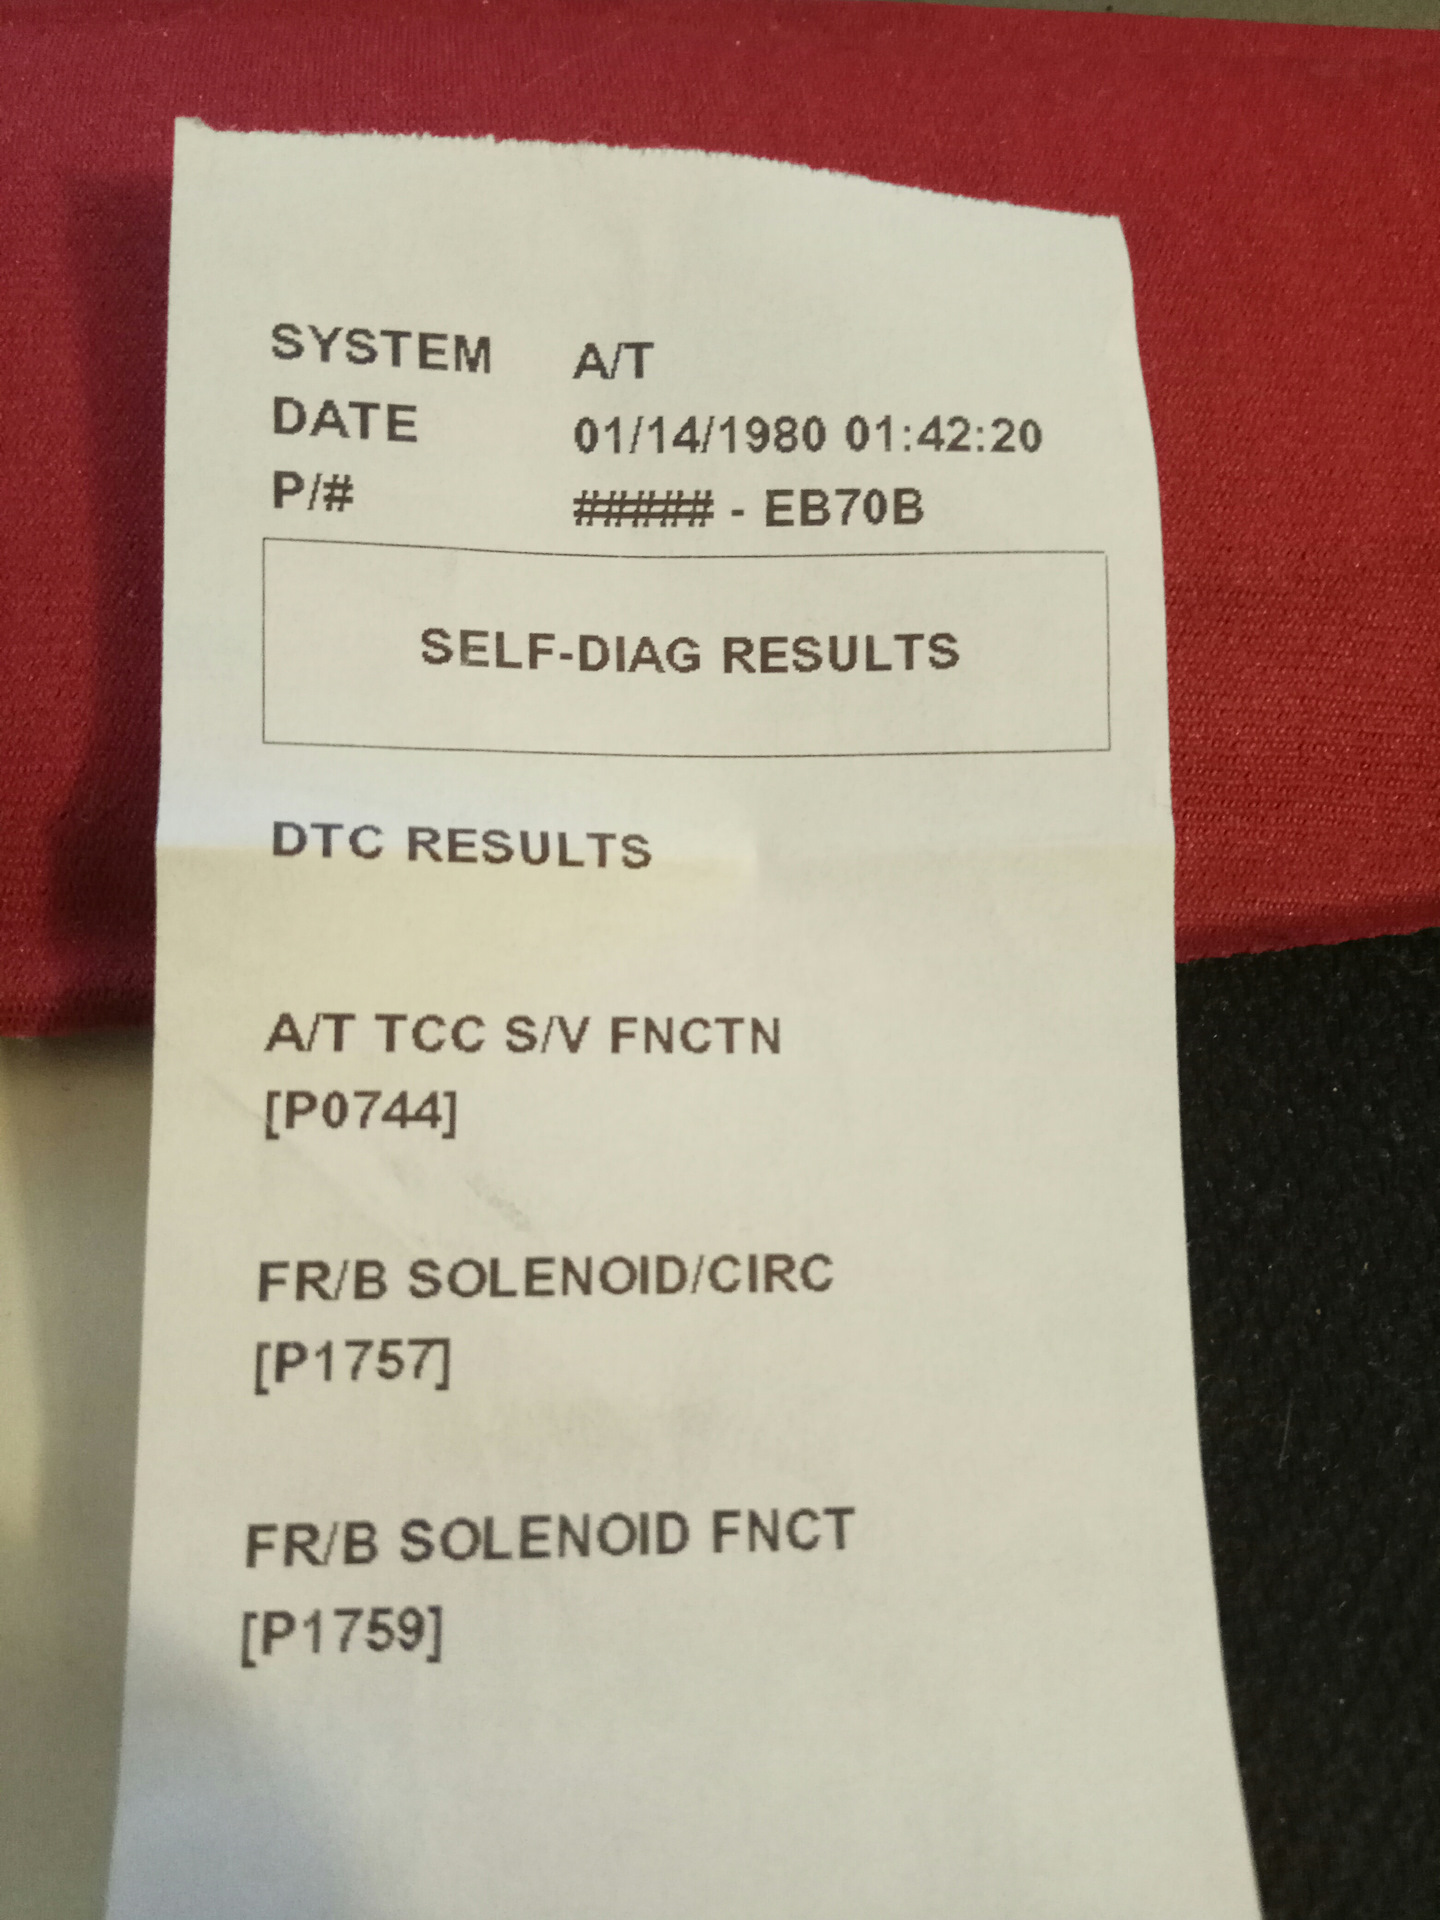 SYSTEM A/T
DATE 01/14/1980 01:42:20
P/# ##### - EB70B
SELF-DIAG RESULTS
DTC RESULTS
A/T TCC S/V FNCTN
[P0744]
FR/B SOLENOID/CIRC
[P1757]
FR/B SOLENOID FNCT
[P1759]